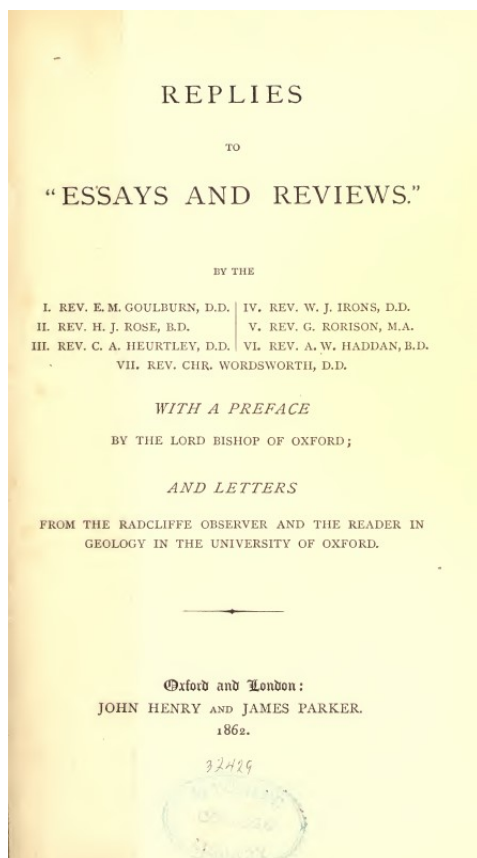 REPLIES
TO
“ESSAYS AND REVIEWS.”
BY THE
I. REV. E. M. GOULBURN, D.D.
II. REV. H. J. ROSE, B.D.
III. REV. C. A. HEURTLEY, D.D.
IV. REV. W. J. IRONS, D.D.
V. REV. G. RORISON, M.A.
VI. REV. A. W. HADDAN, B.D.
VII. REV. CHR. WORDSWORTH, D.D.
WITH A PREFACE
BY THE LORD BISHOP OF OXFORD;
AND LETTERS
FROM THE RADCLIFFE OBSERVER AND THE READER IN
GEOLOGY IN THE UNIVERSITY OF OXFORD.
Oxford and London:
JOHN HENRY AND JAMES PARKER.
1862.
32429